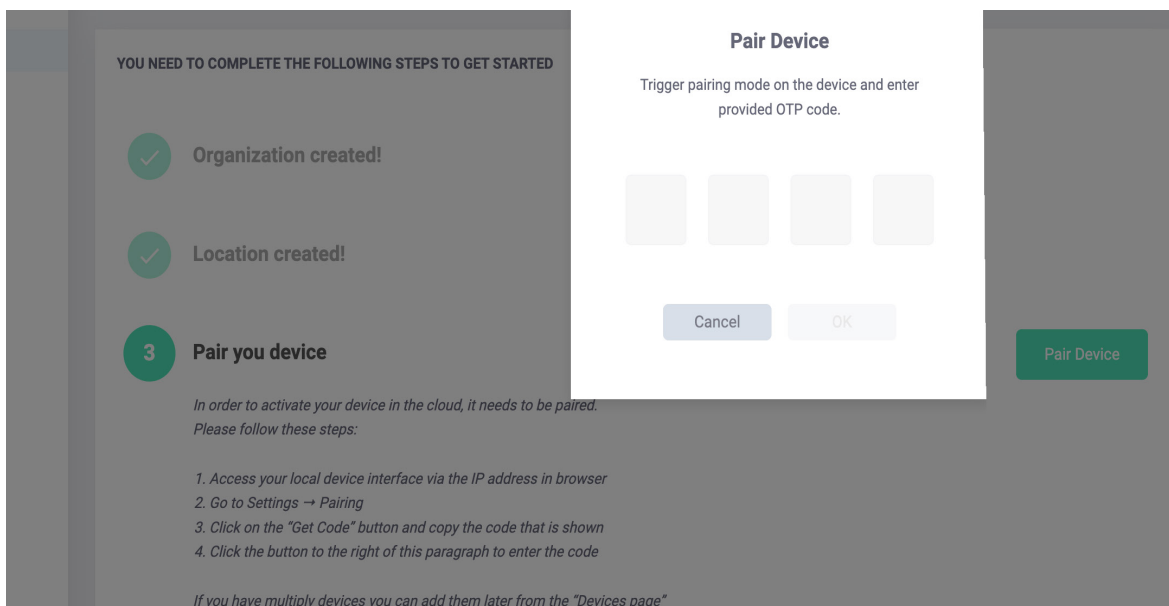 YOU NEED TO COMPLETE THE FOLLOWING STEPS TO GET STARTED
Organization created!
Location created!
3
Pair you device
Pair Device
In order to activate your device in the cloud, it needs to be paired.
Please follow these steps:
1. Access your local device interface via the IP address in browser
2. Go to Settings → Pairing
3. Click on the “Get Code” button and copy the code that is shown
4. Click the button to the right of this paragraph to enter the code
If you have multiply devices you can add them later from the “Devices page”
Pair Device
Trigger pairing mode on the device and enter
provided OTP code.
Cancel
OK